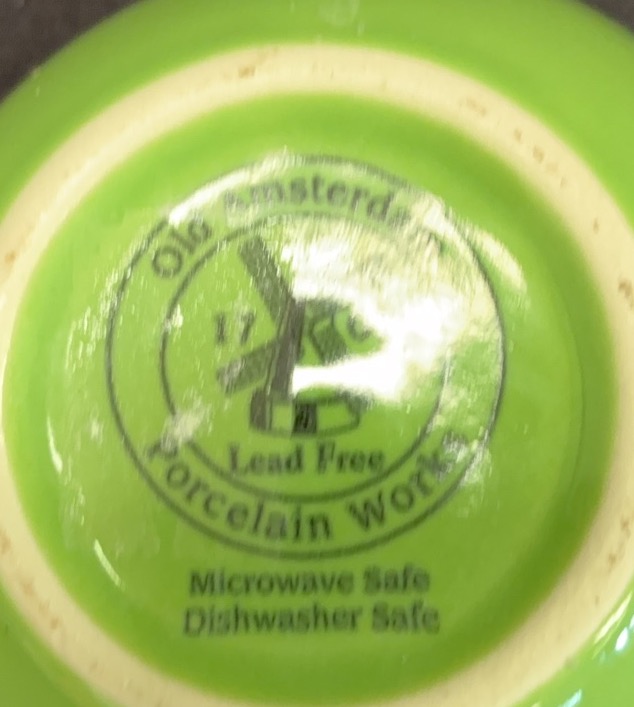 Old Amsterdam
17
Lead Free
Porcelain Works
Microwave Safe
Dishwasher Safe